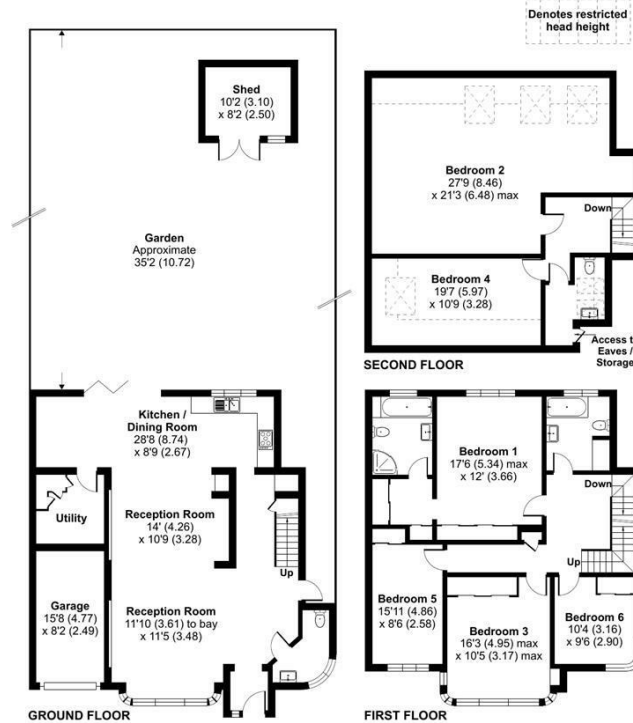 Denotes restricted
head height
Shed
10'2 (3.10)
x 8'2 (2.50)
Garden
Approximate
35'2 (10.72)
Kitchen /
Dining Room
28'8 (8.74)
x 8'9 (2.67)
Utility
Reception Room
14' (4.26)
x 10'9 (3.28)
Up
Garage
15'8 (4.77)
x 8'2 (2.49)
Reception Room
11'10 (3.61) to bay
x 11'5 (3.48)
GROUND FLOOR
Bedroom 2
27'9 (8.46)
x 21'3 (6.48) max
Down
Bedroom 4
19'7 (5.97)
x 10'9 (3.28)
Access t
Eaves /
Storage
SECOND FLOOR
Bedroom 1
17'6 (5.34) max
x 12' (3.66)
Down
Up
Bedroom 5
15'11 (4.86)
x 8'6 (2.58)
Bedroom 3
16'3 (4.95) max
x 10'5 (3.17) max
Bedroom 6
10'4 (3.16)
x 9'6 (2.90)
FIRST FLOOR